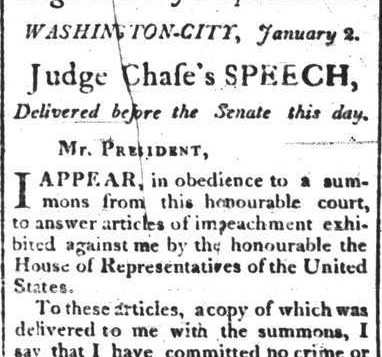 WASHINGTON-CITY, January 2.
Judge Chase's SPEECH,
Delivered before the Senate this day.
Mr. PRESIDENT,
I APPEAR, in obedience to a sum-
mons from this honourable court,
to answer articles of impeachment exhi-
bited against me by the honourable the
House of Representatives of the United
States.
To these articles, a copy of which was
delivered to me with the summons, I
say that I have committed no crime or